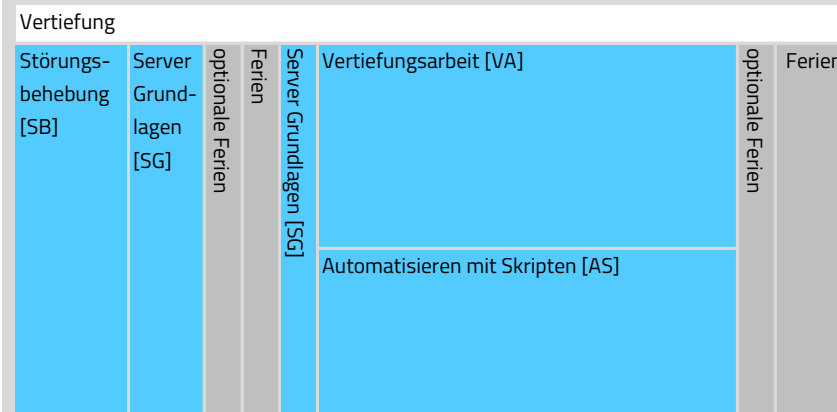 Vertiefung
Störungs-
behebung
[SB]
Server
Grund-
lagen
[SG]
optionale Ferien
Ferien
Server Grundlagen [SG]
Vertiefungsarbeit [VA]
Automatisieren mit Skripten [AS]
optionale Ferien
Ferien